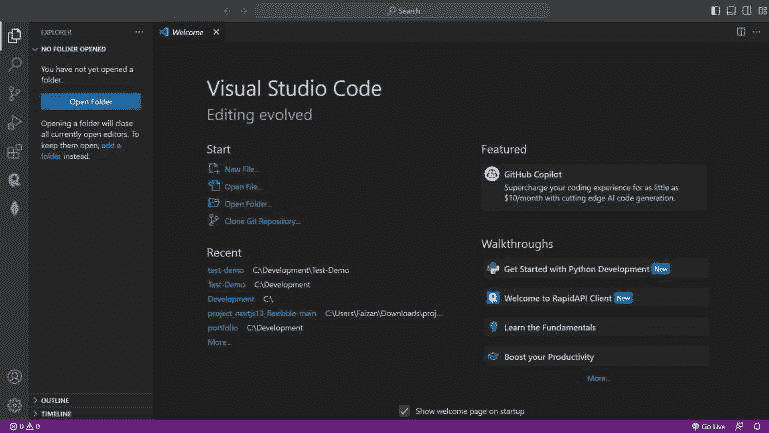 Search
EXPLORER
NO FOLDER OPENED
You have not yet opened a
folder.
Open Folder
Opening a folder will close
all currently open editors. To
keep them open, add a
folder instead.
OUTLINE
TIMELINE
Welcome
Visual Studio Code
Editing evolved
Start
New File...
Open File...
Open Folder...
Clone Git Repository...
Recent
test-demo C:\Development\Test-Demo
Test-Demo C:\Development
Development C:\
project_nextjs13_flexibble-main C:\Users\Faizan\Downloads\proj...
portfolio C:\Development
More...
Featured
GitHub Copilot
Supercharge your coding experience for as little as
$10/month with cutting edge AI code generation.
Walkthroughs
Get Started with Python Development New
Welcome to RapidAPI Client New
Learn the Fundamentals
Boost your Productivity
More...
Show welcome page on startup
0 0
Go Live